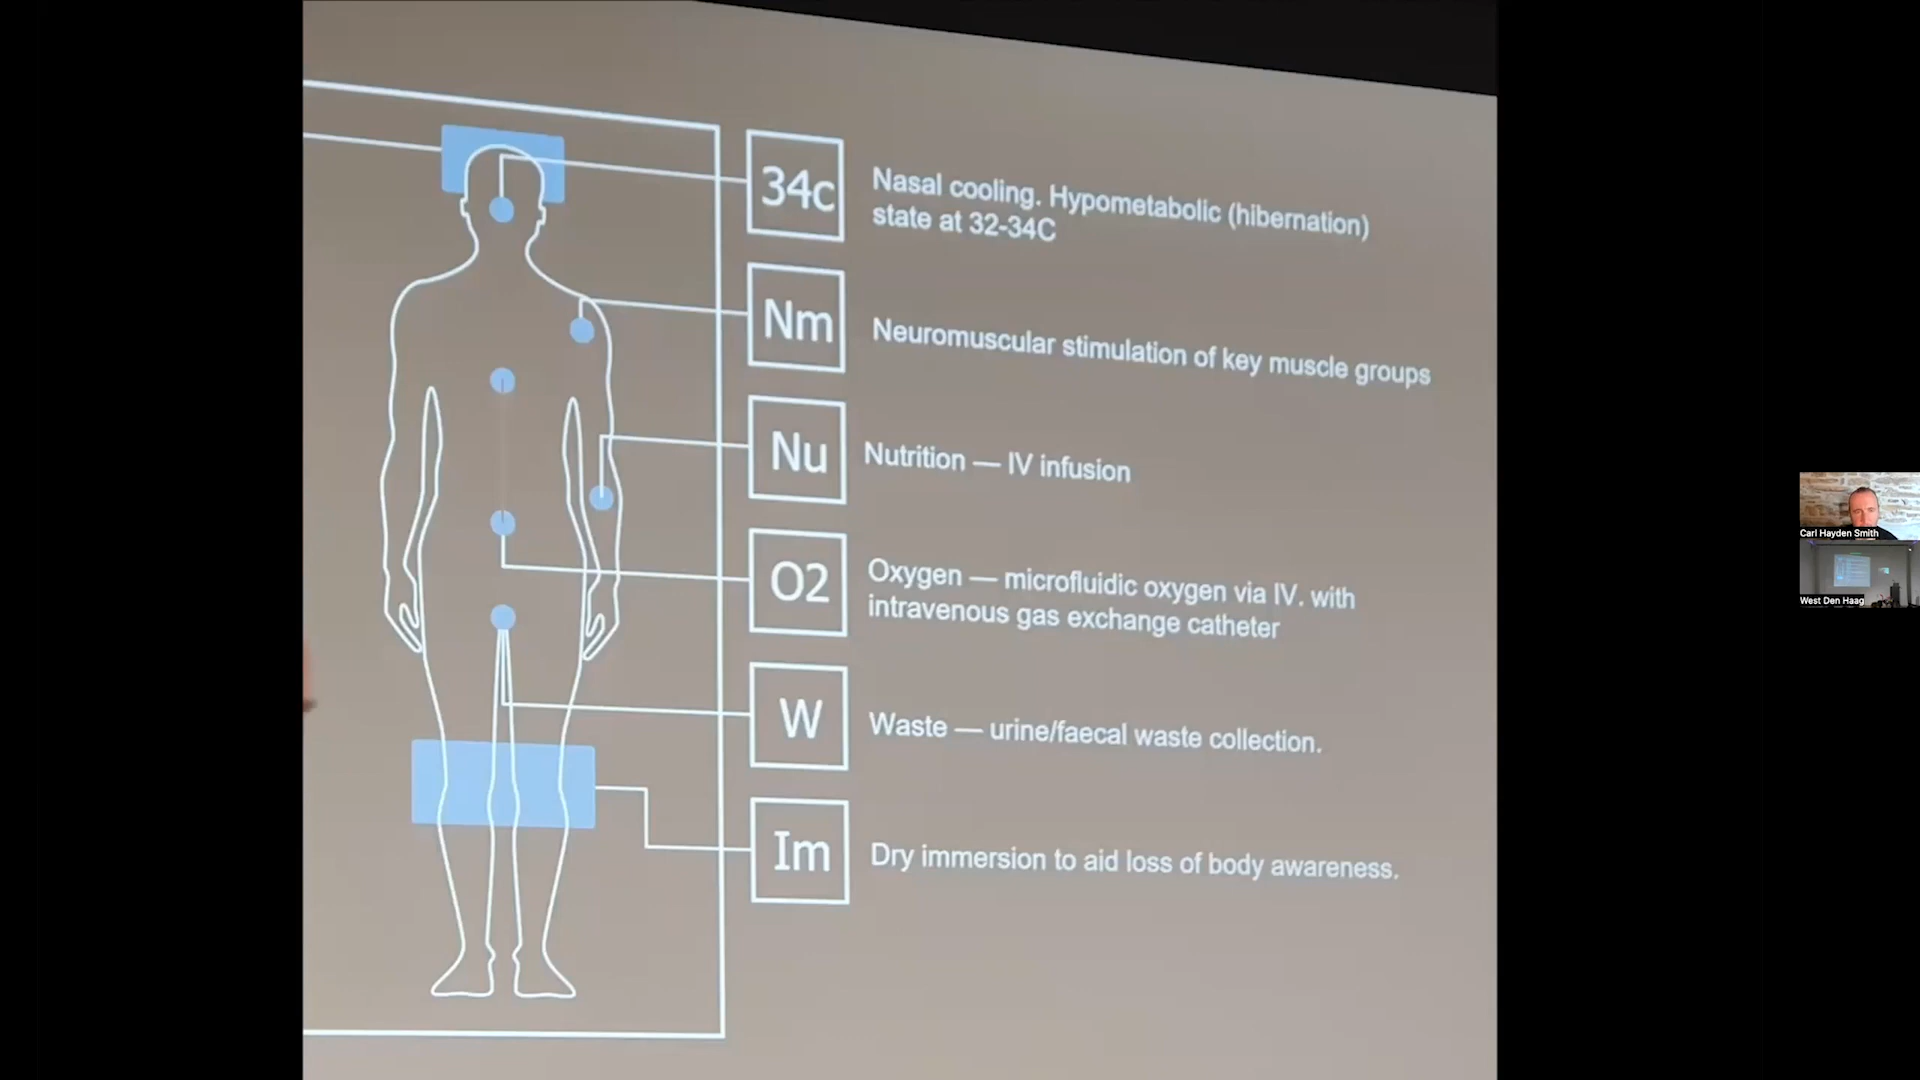 34c
Nasal cooling. Hypometabolic (hibernation)
state at 32-34C
Nm
Neuromuscular stimulation of key muscle groups
Nu
Nutrition — IV infusion
O2
Oxygen — microfluidic oxygen via IV. with
intravenous gas exchange catheter
W
Waste — urine/faecal waste collection.
Im
Dry immersion to aid loss of body awareness.
Carl Hayden Smith
West Den Haag